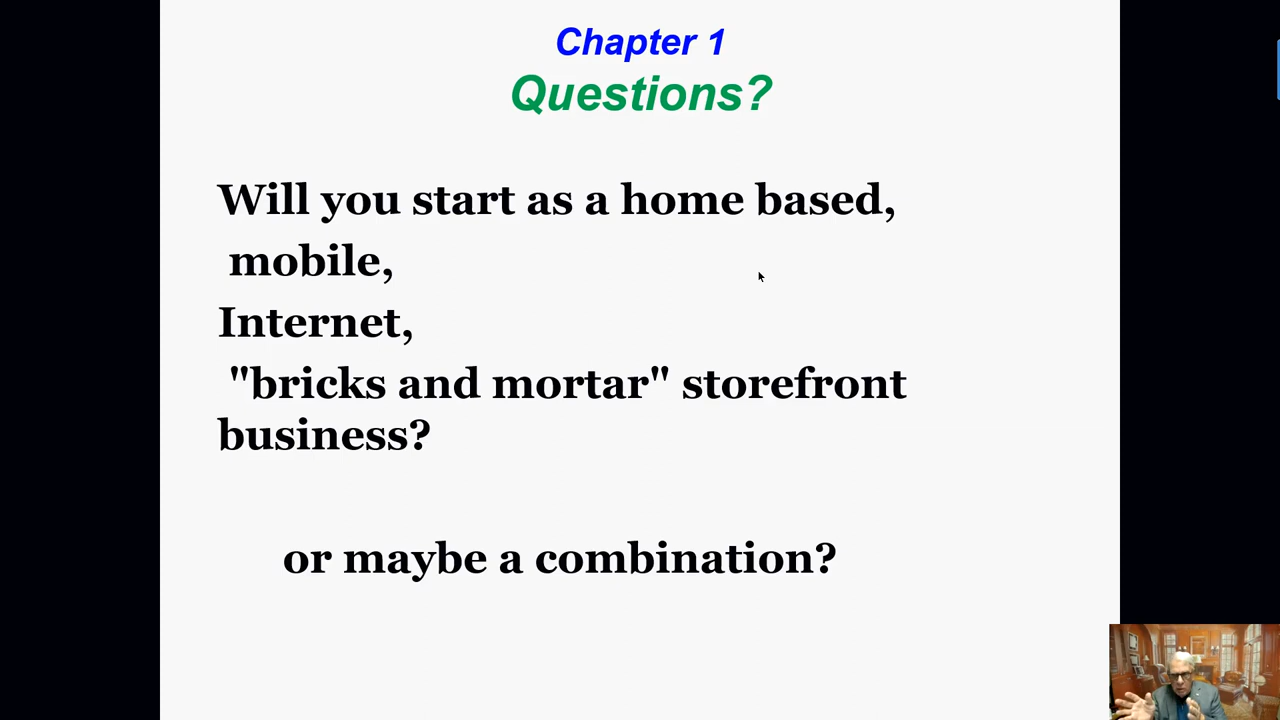 Chapter 1
Questions?
Will you start as a home based,
mobile,
Internet,
"bricks and mortar" storefront
business?
or maybe a combination?